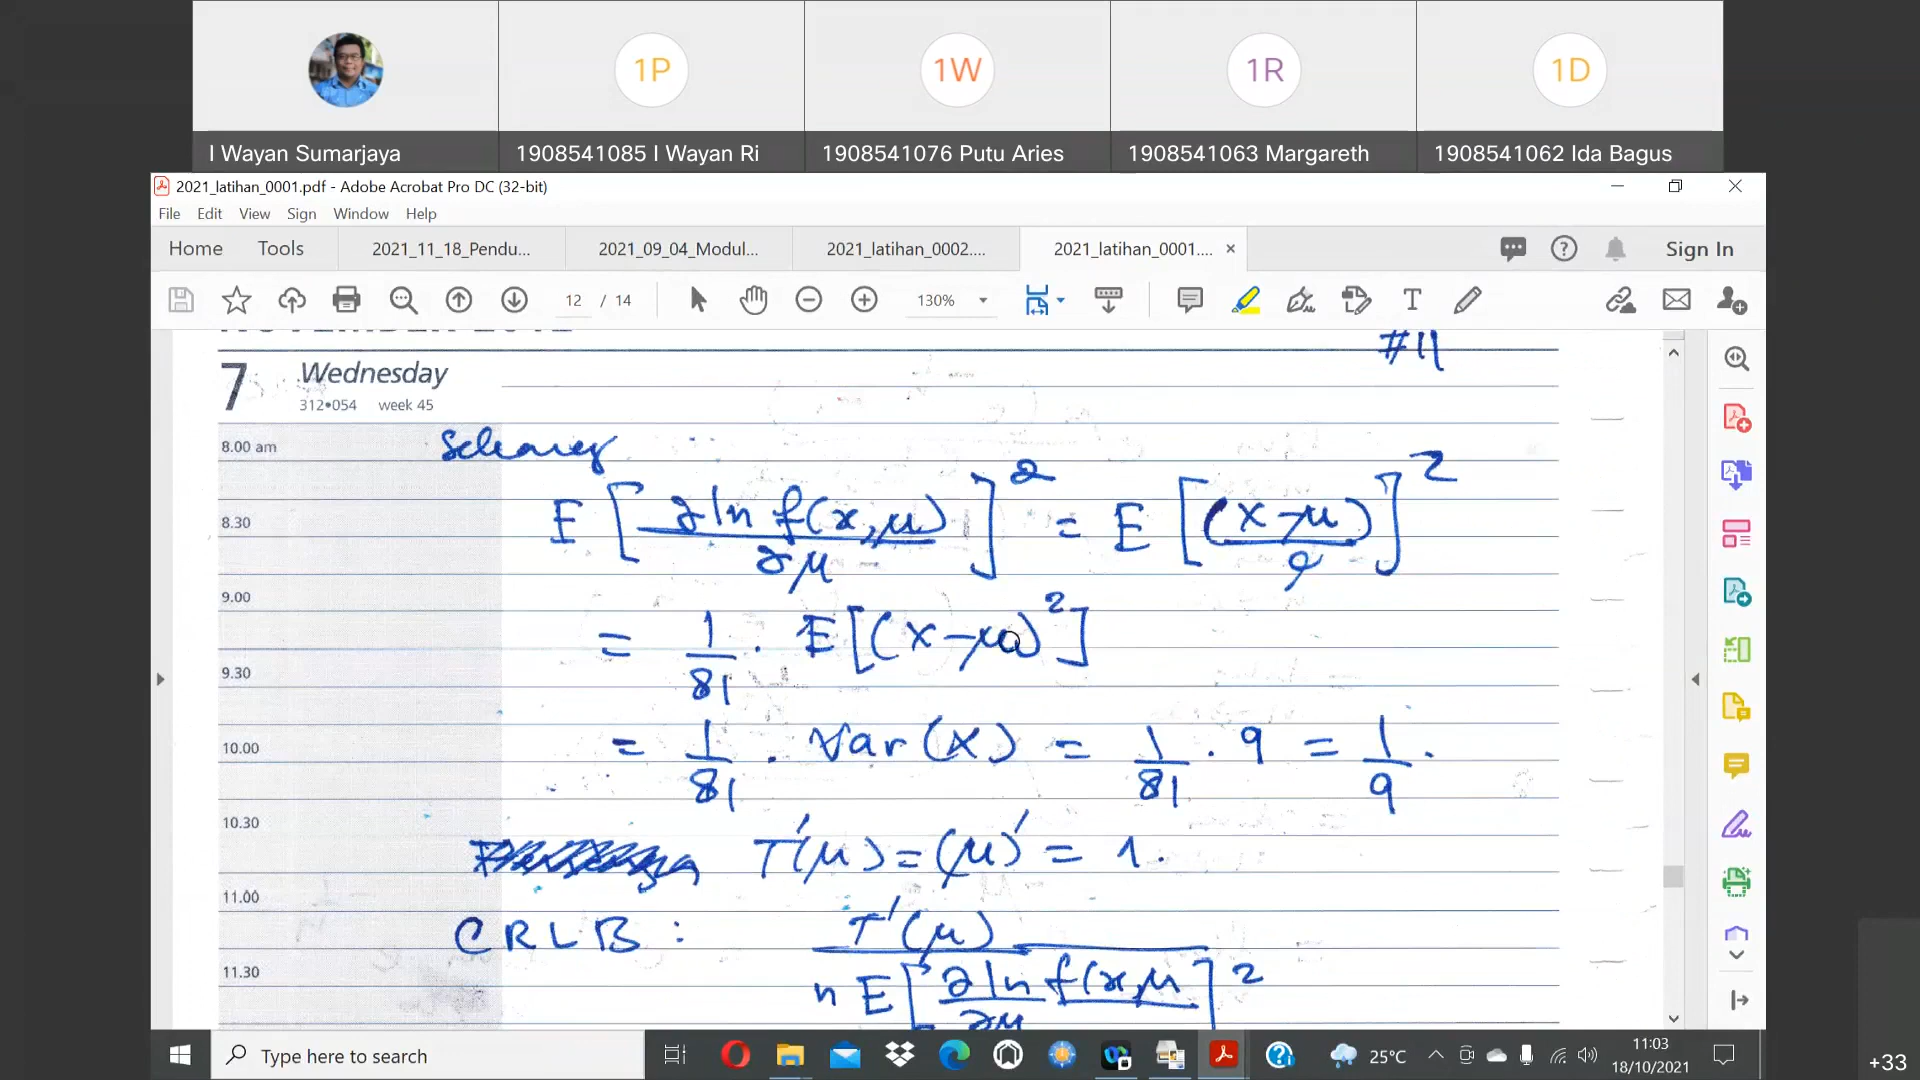 1P
1W
1R
1D
I Wayan Sumarjaya
1908541085 I Wayan Ri
1908541076 Putu Aries
1908541063 Margareth
1908541062 Ida Bagus
2021_latihan_0001.pdf - Adobe Acrobat Pro DC (32-bit)
File Edit View Sign Window Help
Home Tools 2021_11_18_Pendu... 2021_09_04_Modul... 2021_latihan_0002.... 2021_latihan_0001.... × Sign In
12 / 14 130%
#11
7 Wednesday
312•054 week 45
8.00 am
E [∂ ln f(x,μ) / ∂μ]² = E [(x-μ) / 9]²
8.30
9.00
= 1/81 . E[(x-μ)²]
9.30
10.00
= 1/81 . Var(X) = 1/81 . 9 = 1/9 .
10.30
T'(μ) = (μ)' = 1.
11.00
CRLB : T'(μ) / n E[∂ ln f(x,μ / ∂μ]²
11.30
Type here to search
25°C
11:03
18/10/2021
+33